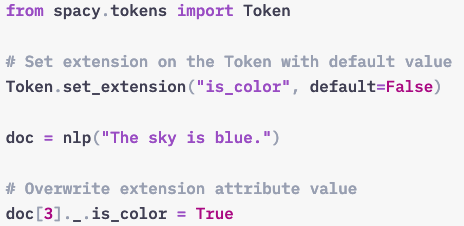 from spacy.tokens import Token
# Set extension on the Token with default value
Token.set_extension("is_color", default=False)
doc = nlp("The sky is blue.")
# Overwrite extension attribute value
doc[3]._.is_color = True